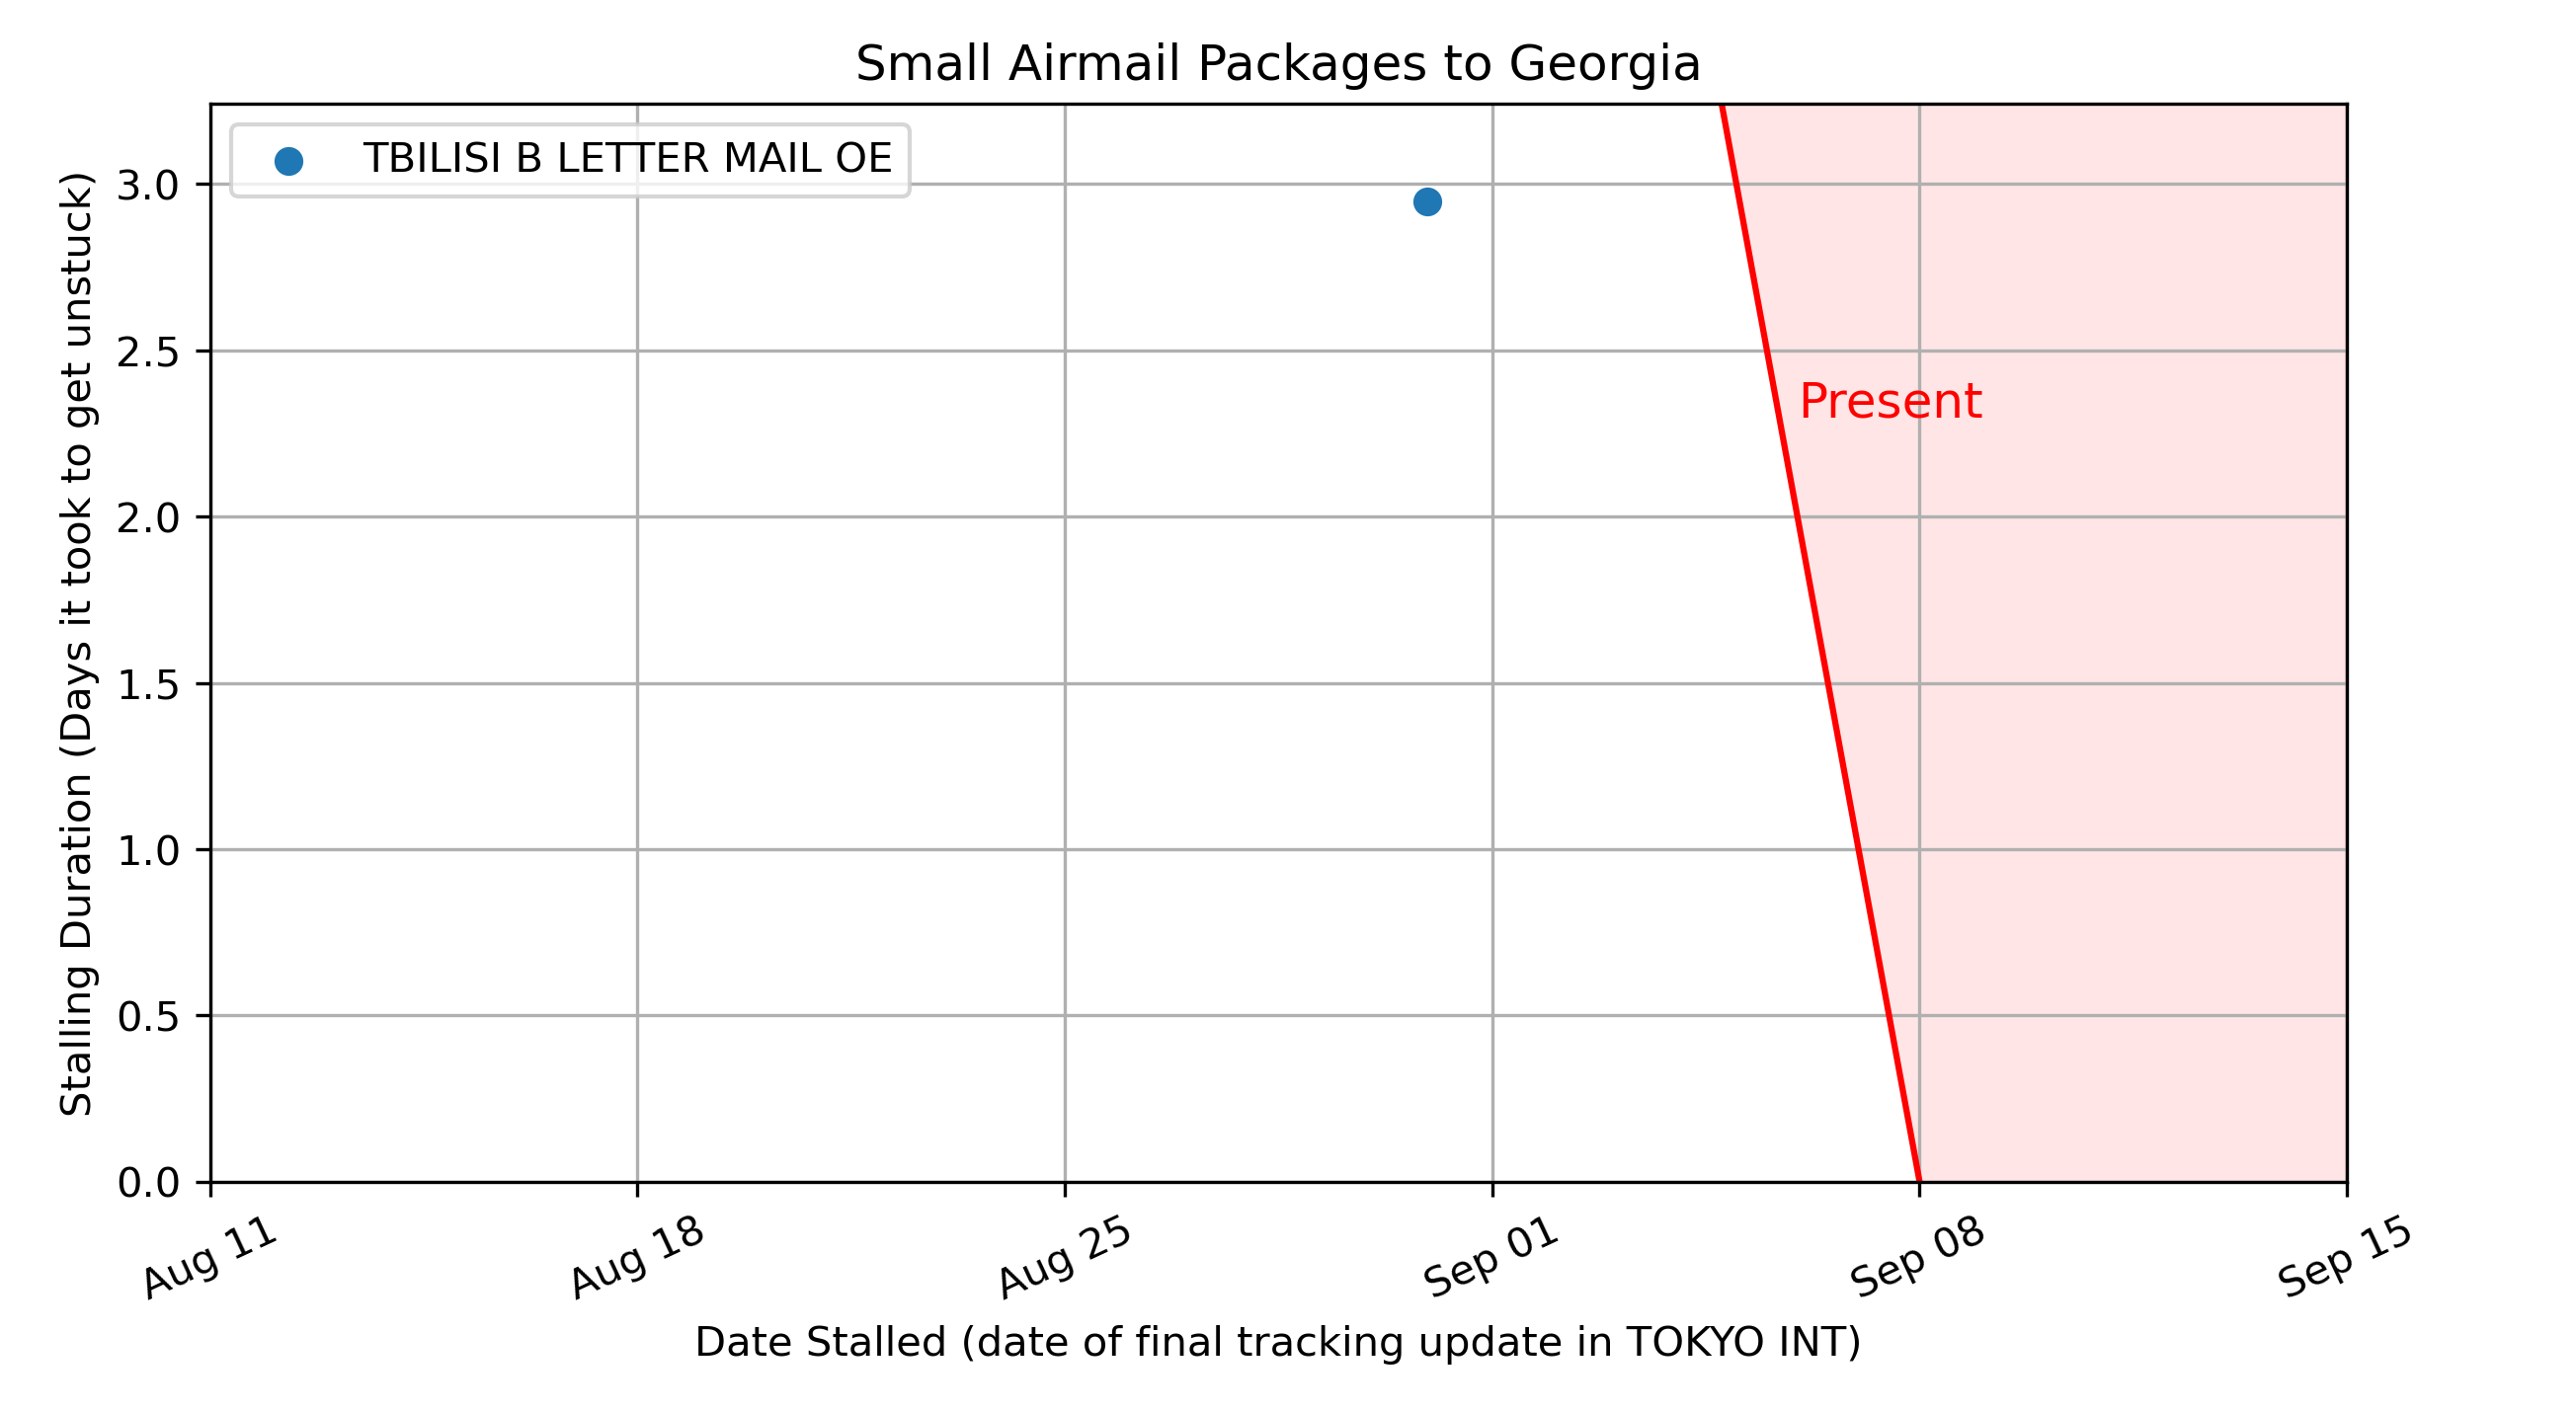 Small Airmail Packages to Georgia
TBILISI B LETTER MAIL OE
Stalling Duration (Days it took to get unstuck)
3.0
2.5
2.0
1.5
1.0
0.5
0.0
Present
Aug 11
Aug 18
Aug 25
Sep 01
Sep 08
Sep 15
Date Stalled (date of final tracking update in TOKYO INT)